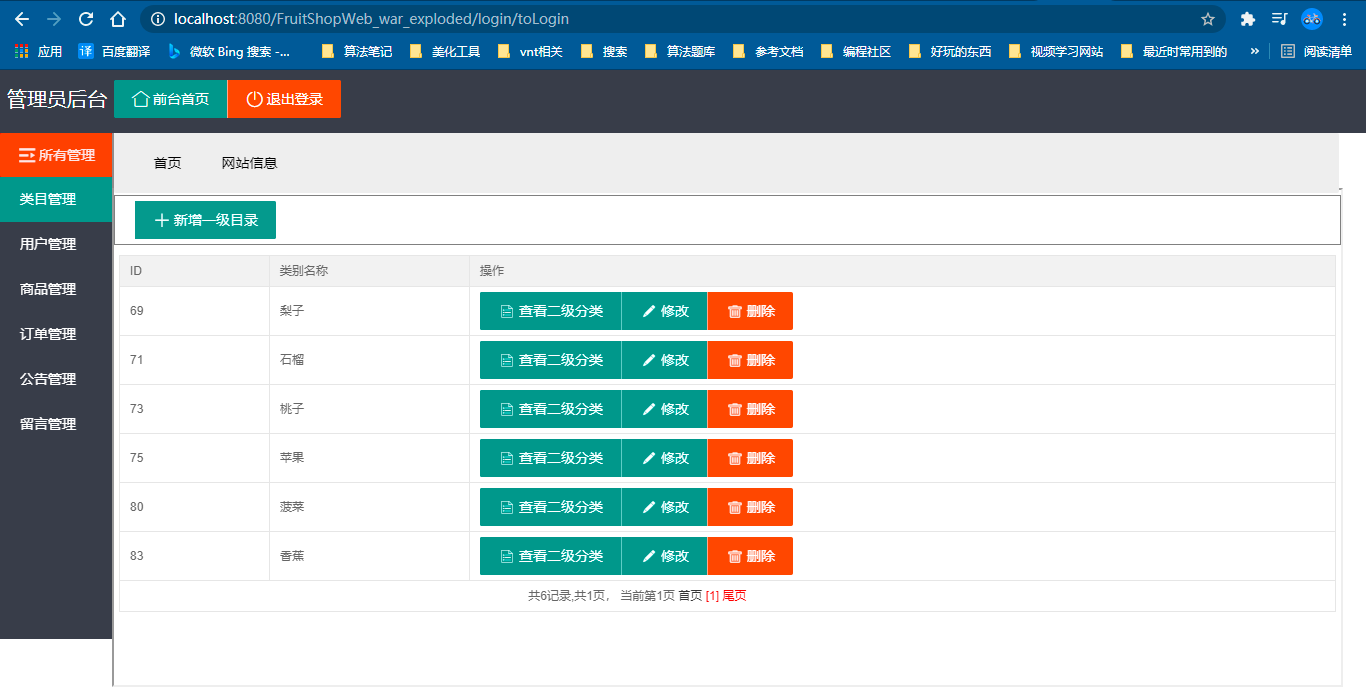 localhost:8080/FruitShopWeb_war_exploded/login/toLogin
应用 百度翻译 微软 Bing 搜索 -... 算法笔记 美化工具 vnt相关 搜索 算法题库 参考文档 编程社区 好玩的东西 视频学习网站 最近时常用到的 » 阅读清单
管理员后台 前台首页 退出登录
所有管理
类目管理
用户管理
商品管理
订单管理
公告管理
留言管理
首页 网站信息
新增一级目录
ID 类别名称 操作
69 梨子 查看二级分类 修改 删除
71 石榴 查看二级分类 修改 删除
73 桃子 查看二级分类 修改 删除
75 苹果 查看二级分类 修改 删除
80 菠菜 查看二级分类 修改 删除
83 香蕉 查看二级分类 修改 删除
共6记录,共1页, 当前第1页 首页 [1] 尾页